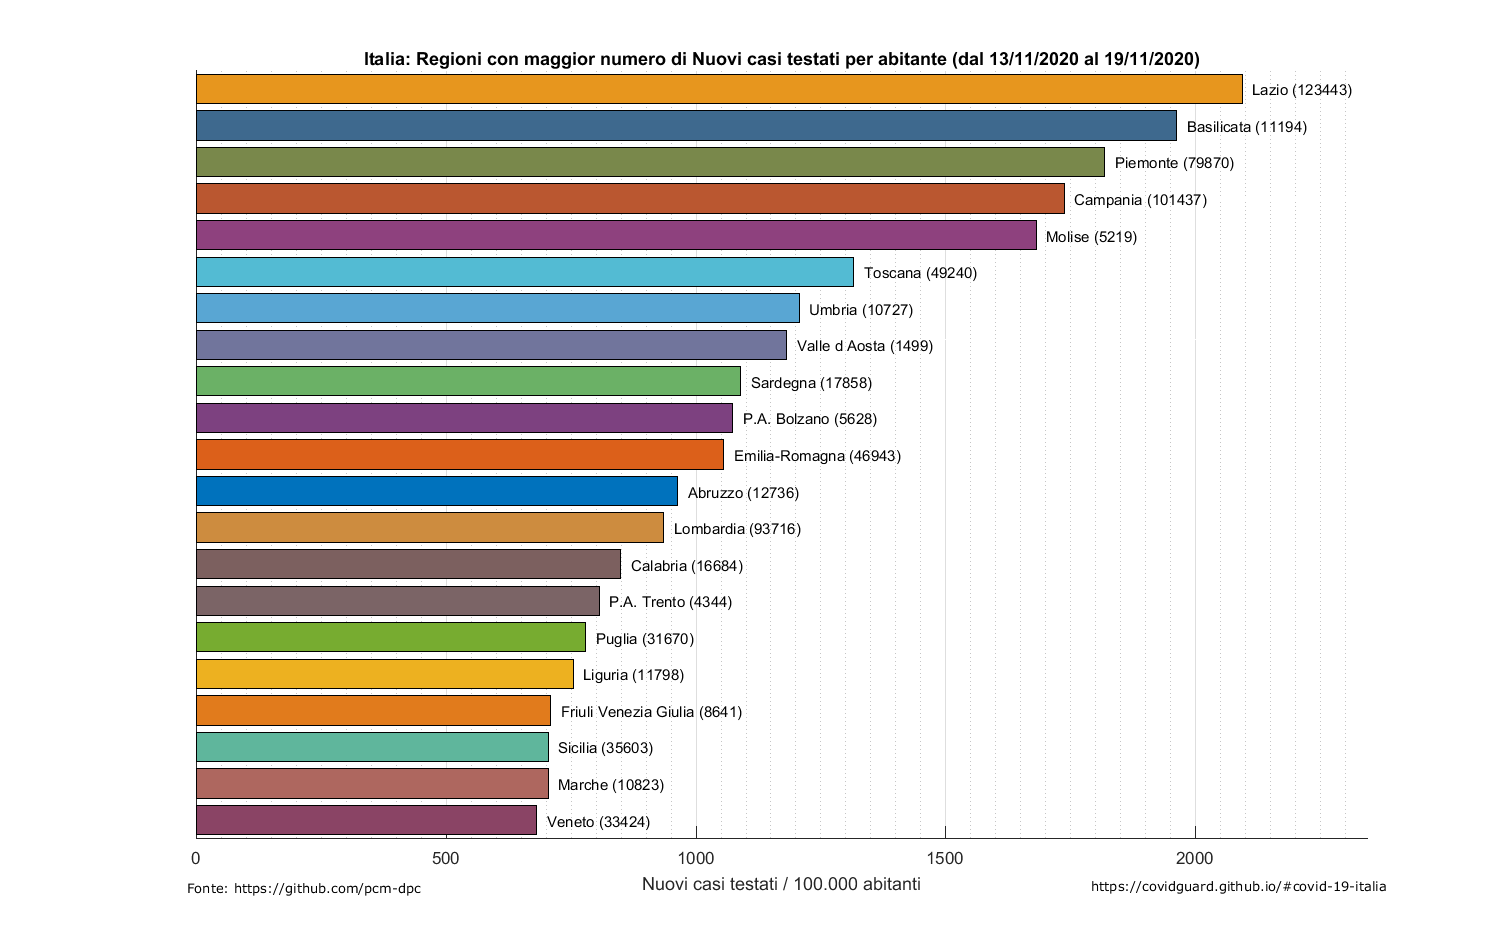 Italia: Regioni con maggior numero di Nuovi casi testati per abitante (dal 13/11/2020 al 19/11/2020)
Lazio (123443)
Basilicata (11194)
Piemonte (79870)
Campania (101437)
Molise (5219)
Toscana (49240)
Umbria (10727)
Valle d Aosta (1499)
Sardegna (17858)
P.A. Bolzano (5628)
Emilia-Romagna (46943)
Abruzzo (12736)
Lombardia (93716)
Calabria (16684)
P.A. Trento (4344)
Puglia (31670)
Liguria (11798)
Friuli Venezia Giulia (8641)
Sicilia (35603)
Marche (10823)
Veneto (33424)
0 500 1000 1500 2000
Nuovi casi testati / 100.000 abitanti
Fonte: https://github.com/pcm-dpc
https://covidguard.github.io/#covid-19-italia